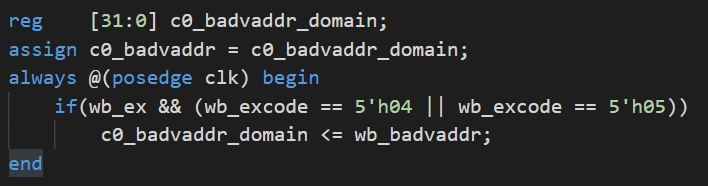 reg    [31:0] c0_badvaddr_domain;
assign c0_badvaddr = c0_badvaddr_domain;
always @(posedge clk) begin
    if(wb_ex && (wb_excode == 5'h04 || wb_excode == 5'h05))
        c0_badvaddr_domain <= wb_badvaddr;
end